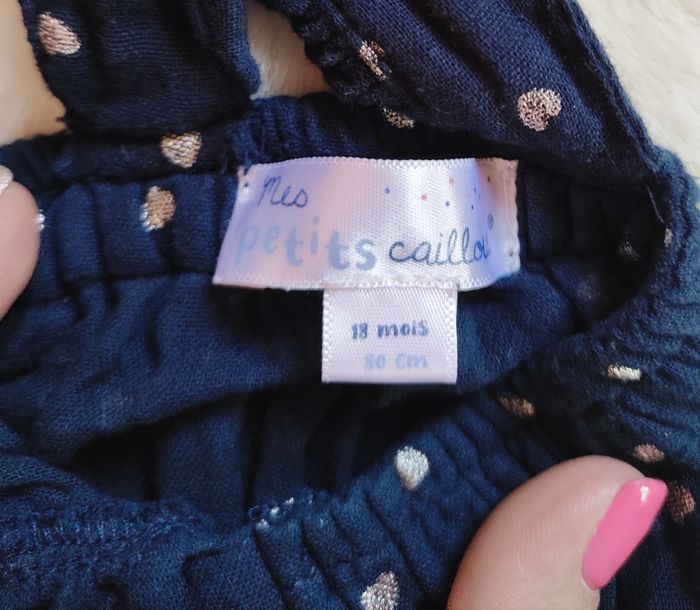 Mes
petits caillou
18 mois
80 cm